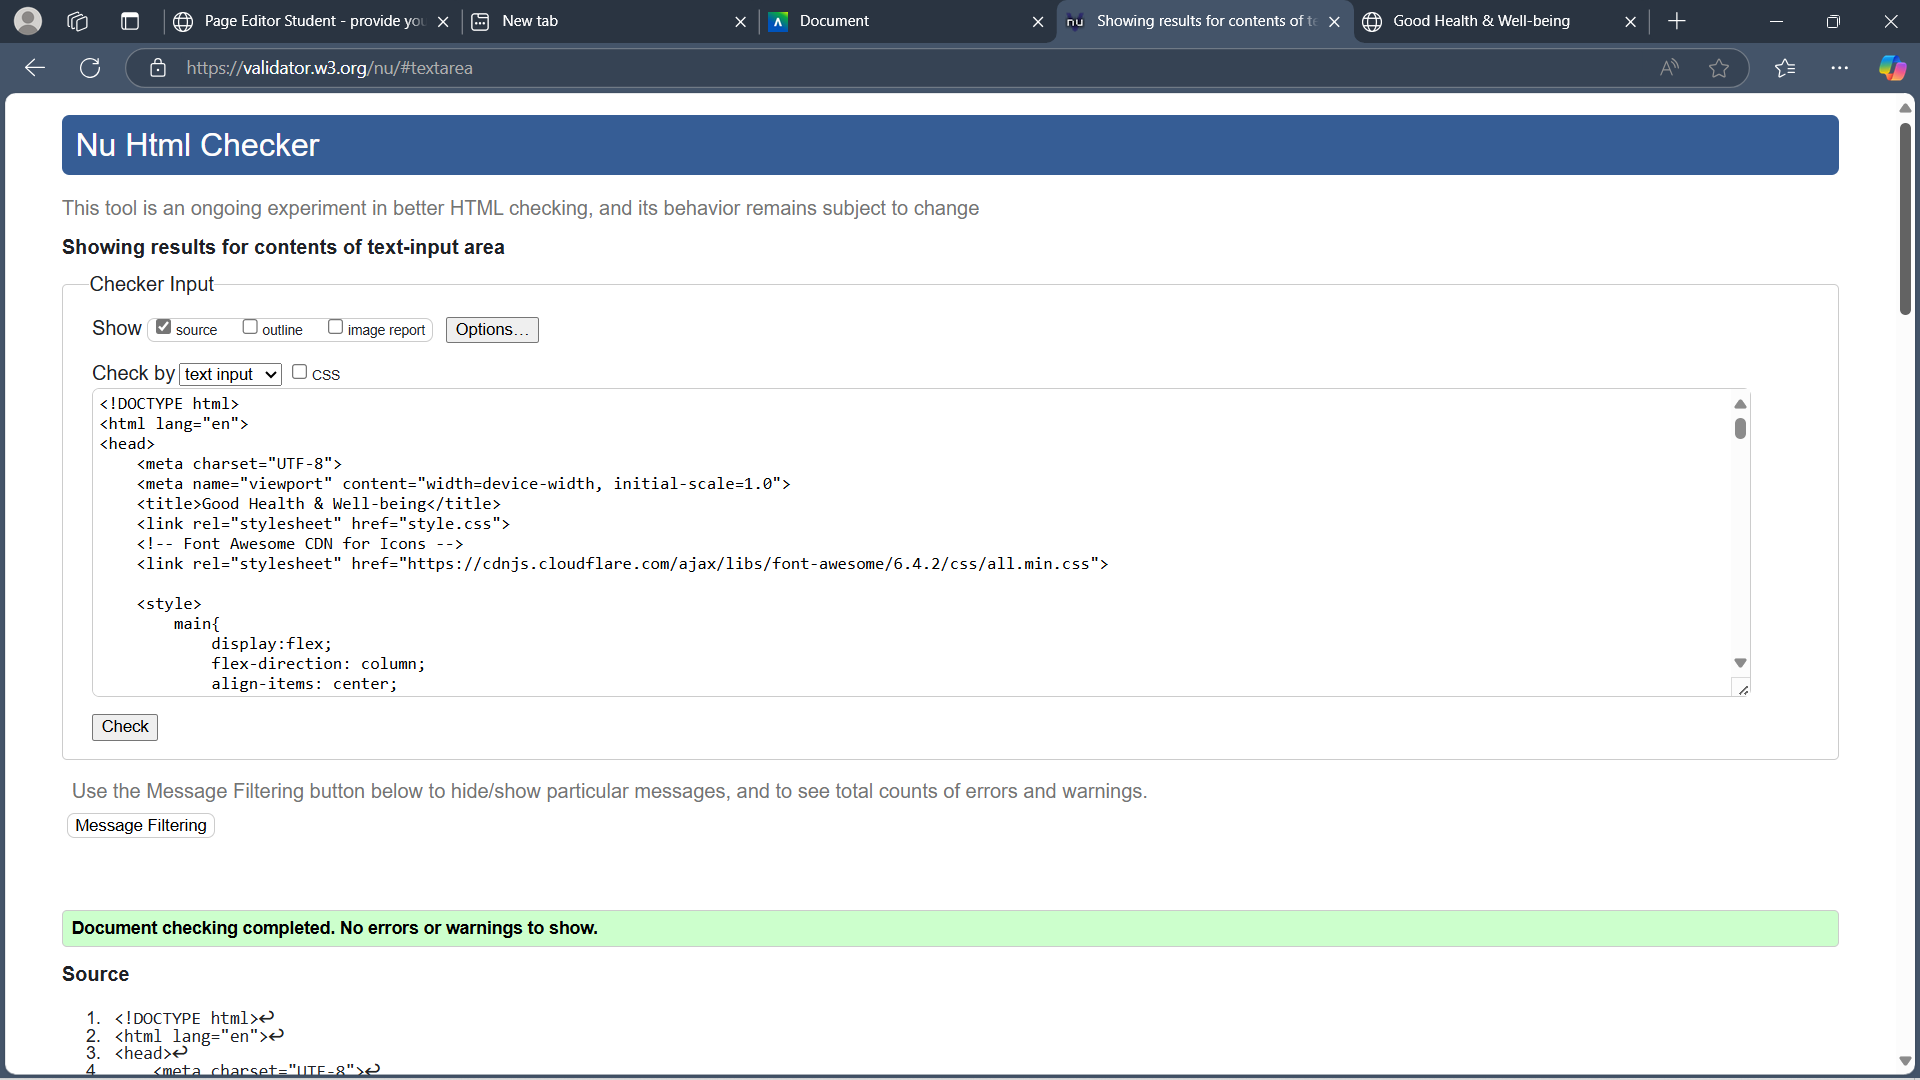 Page Editor Student - provide you
New tab
Document
nu
Showing results for contents of te
Good Health & Well-being
https://validator.w3.org/nu/#textarea
Nu Html Checker
This tool is an ongoing experiment in better HTML checking, and its behavior remains subject to change
Showing results for contents of text-input area
Checker Input
Show source outline image report Options…
Check by text input CSS
<!DOCTYPE html>
<html lang="en">
<head>
    <meta charset="UTF-8">
    <meta name="viewport" content="width=device-width, initial-scale=1.0">
    <title>Good Health & Well-being</title>
    <link rel="stylesheet" href="style.css">
    <!-- Font Awesome CDN for Icons -->
    <link rel="stylesheet" href="https://cdnjs.cloudflare.com/ajax/libs/font-awesome/6.4.2/css/all.min.css">
    <style>
        main{
            display:flex;
            flex-direction: column;
            align-items: center;
Check
Use the Message Filtering button below to hide/show particular messages, and to see total counts of errors and warnings.
Message Filtering
Document checking completed. No errors or warnings to show.
Source
1. <!DOCTYPE html>↩
2. <html lang="en">↩
3. <head>↩
4     <meta charset="UTF-8">↩